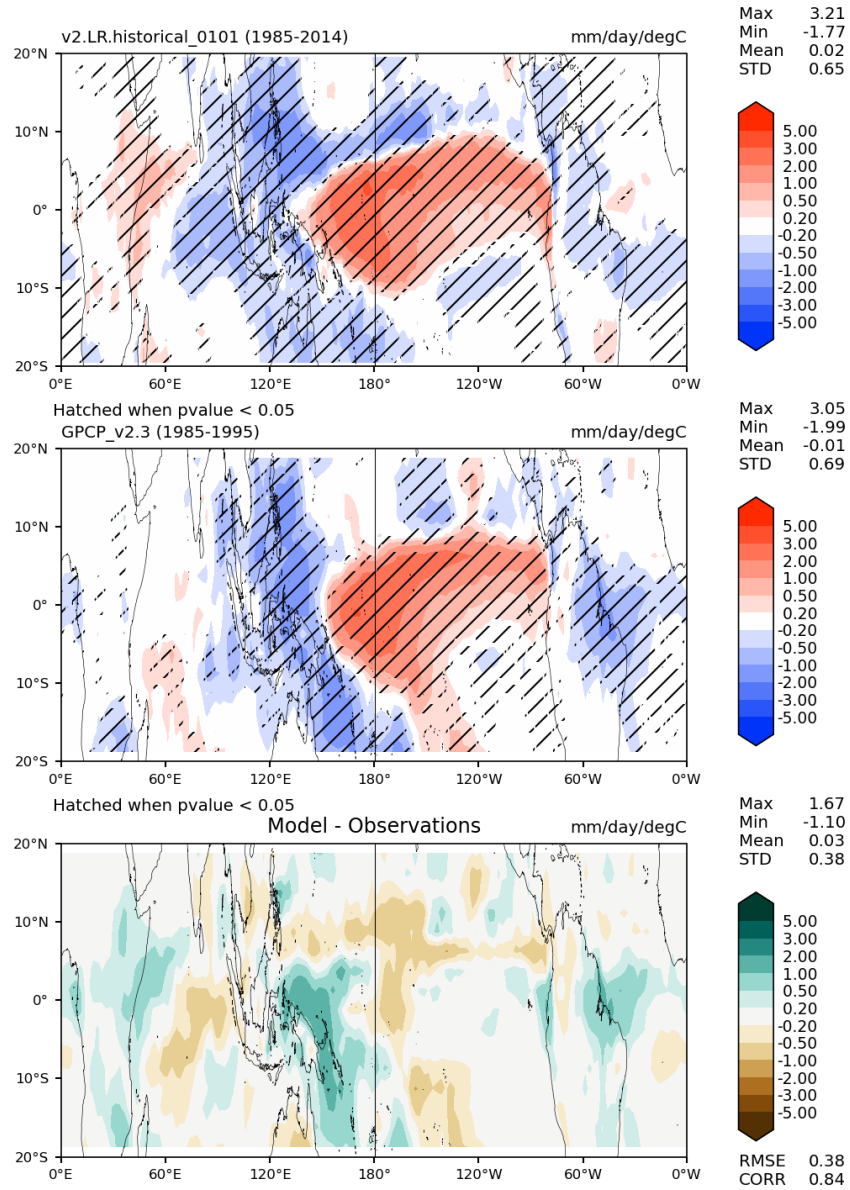 v2.LR.historical_0101 (1985-2014) mm/day/degC
Max 3.21
Min -1.77
Mean 0.02
STD 0.65
20°N
10°N
0°
10°S
20°S
0°E 60°E 120°E 180° 120°W 60°W 0°W
5.00
3.00
2.00
1.00
0.50
0.20
-0.20
-0.50
-1.00
-2.00
-3.00
-5.00
Hatched when pvalue < 0.05
GPCP_v2.3 (1985-1995) mm/day/degC
Max 3.05
Min -1.99
Mean -0.01
STD 0.69
20°N
10°N
0°
10°S
20°S
0°E 60°E 120°E 180° 120°W 60°W 0°W
5.00
3.00
2.00
1.00
0.50
0.20
-0.20
-0.50
-1.00
-2.00
-3.00
-5.00
Hatched when pvalue < 0.05
Model - Observations mm/day/degC
Max 1.67
Min -1.10
Mean 0.03
STD 0.38
20°N
10°N
0°
10°S
20°S
0°E 60°E 120°E 180° 120°W 60°W 0°W
5.00
3.00
2.00
1.00
0.50
-0.20
-0.50
-1.00
-2.00
-3.00
-5.00
RMSE 0.38
CORR 0.84